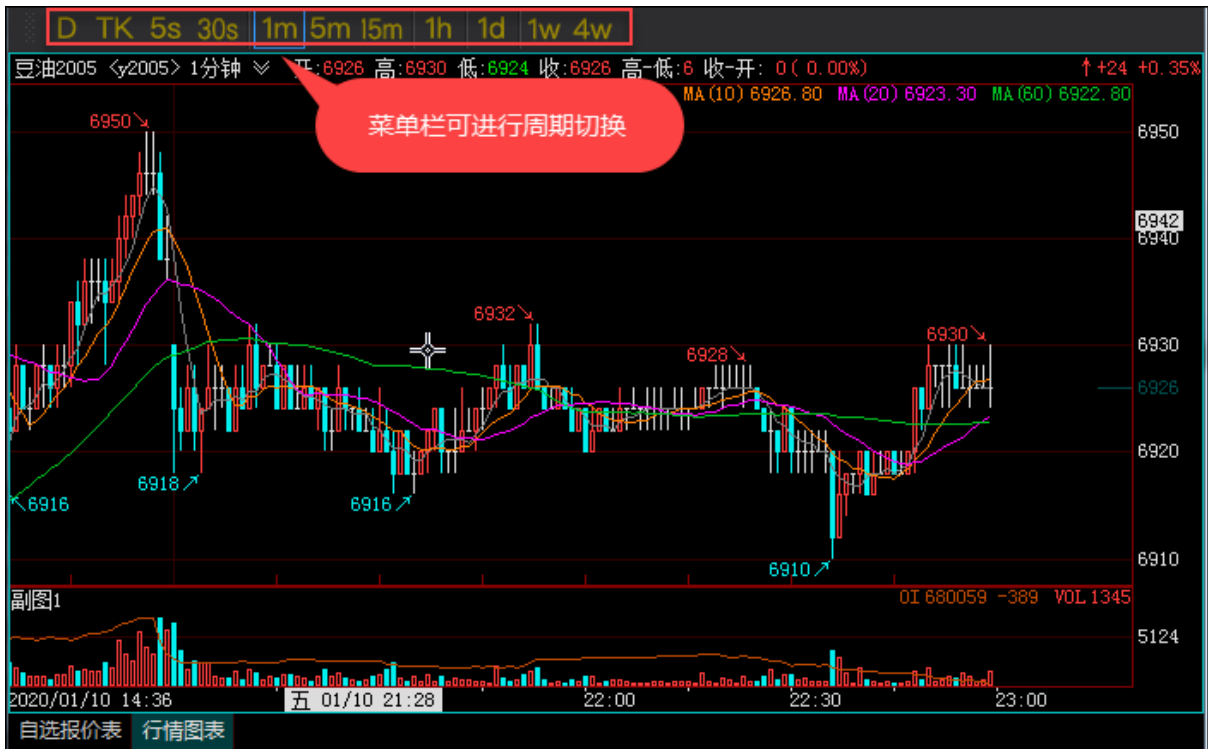 D TK 5s 30s 1m 5m 15m 1h 1d 1w 4w
豆油2005 <y2005> 1分钟 开:6926 高:6930 低:6924 收:6926 高-低:6 收-开: 0( 0.00%) ↑+24 +0.35%
MA(10) 6926.80 MA(20) 6923.30 MA(60) 6922.80
菜单栏可进行周期切换
6950
6950
6942
6940
6932
6930
6930
6928
6926
6920
6918
6916
6916
6910
6910
副图1
OI 680059 -389 VOL 1345
5124
2020/01/10 14:36 五 01/10 21:28 22:00 22:30 23:00
自选报价表 行情图表